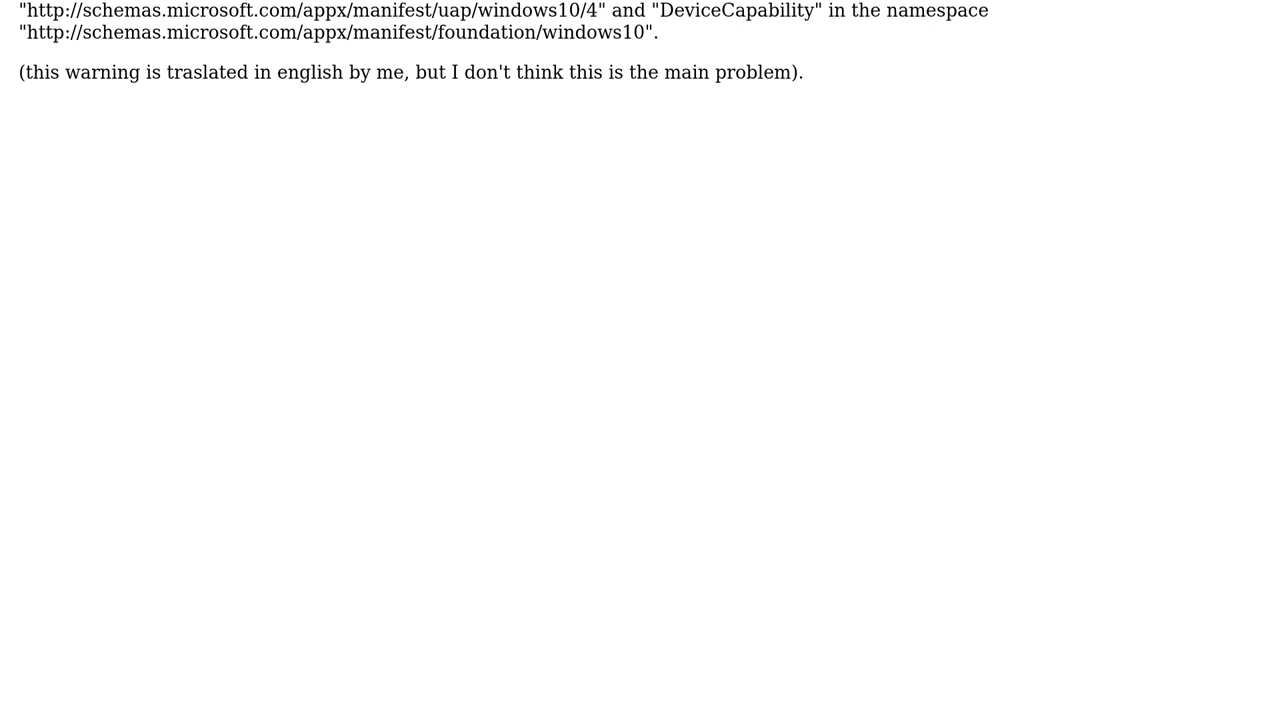 "http://schemas.microsoft.com/appx/manifest/uap/windows10/4" and "DeviceCapability" in the namespace
"http://schemas.microsoft.com/appx/manifest/foundation/windows10".
(this warning is traslated in english by me, but I don't think this is the main problem).